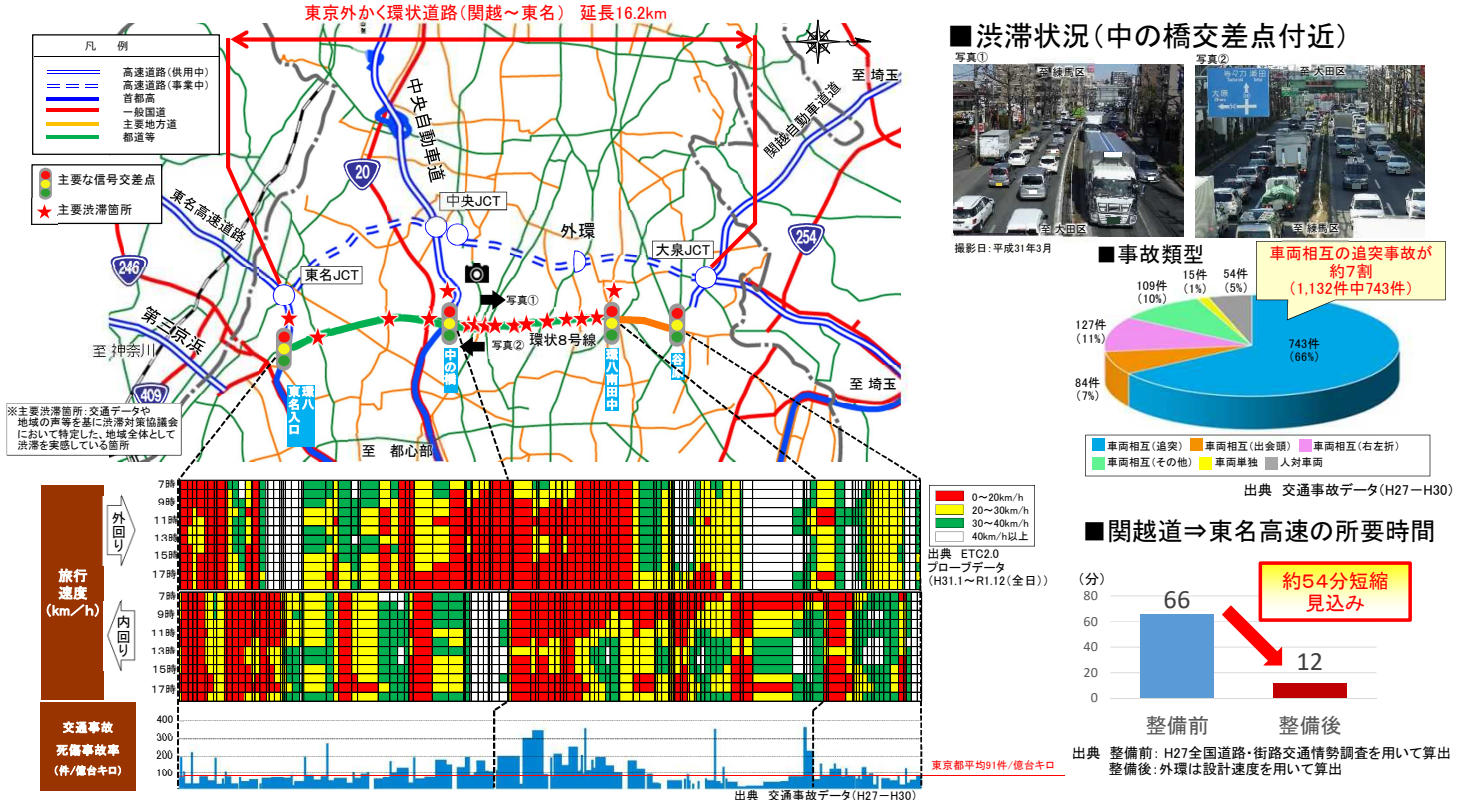 東京外かく環状道路(関越～東名) 延長16.2km
凡 例
高速道路(供用中)
高速道路(事業中)
首都高
一般国道
主要地方道
都道等
主要な信号交差点
主要渋滞箇所
東名高速道路
中央自動車道
関越自動車道
至 埼玉
20
246
254
409
中央JCT
外環
大泉JCT
東名JCT
写真①
写真②
環状8号線
第三京浜
至 神奈川
至 埼玉
至 都心部
環八
東名入口
中の橋
環八前田中
※主要渋滞箇所:交通データや
地域の声等を基に渋滞対策協議会
において特定した、地域全体として
渋滞を実感している箇所
旅行
速度
(km/h)
外回り
7時
9時
11時
13時
15時
17時
内回り
7時
9時
11時
13時
15時
17時
0～20km/h
20～30km/h
30～40km/h
40km/h以上
出典 ETC2.0
プローブデータ
(H31.1～R1.12(全日))
交通事故
死傷事故率
(件/億台キロ)
400
300
200
100
東京都平均91件/億台キロ
出典 交通事故データ(H27－H30)
■渋滞状況(中の橋交差点付近)
写真①
至 練馬区
至 大田区
写真②
至 大田区
至 練馬区
撮影日:平成31年3月
■事故類型
車両相互の追突事故が
約7割
(1,132件中743件)
743件
(66%)
84件
(7%)
127件
(11%)
109件
(10%)
15件
(1%)
54件
(5%)
車両相互(追突) 車両相互(出会頭) 車両相互(右左折)
車両相互(その他) 車両単独 人対車両
出典 交通事故データ(H27－H30)
■関越道⇒東名高速の所要時間
(分)
80
60
40
20
0
66
12
約54分短縮
見込み
整備前
整備後
出典 整備前: H27全国道路・街路交通情勢調査を用いて算出
整備後:外環は設計速度を用いて算出